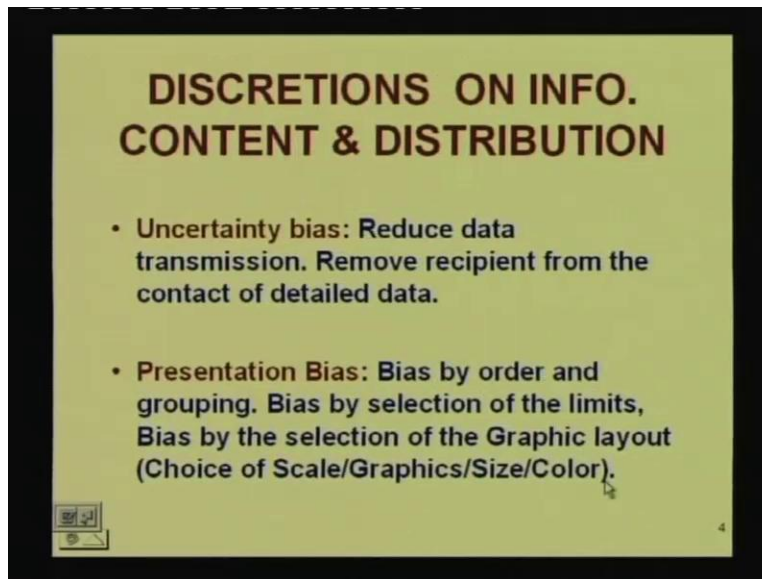 DISCRETIONS ON INFO.
CONTENT & DISTRIBUTION
• Uncertainty bias: Reduce data
transmission. Remove recipient from the
contact of detailed data.
• Presentation Bias: Bias by order and
grouping. Bias by selection of the limits,
Bias by the selection of the Graphic layout
(Choice of Scale/Graphics/Size/Color).
4